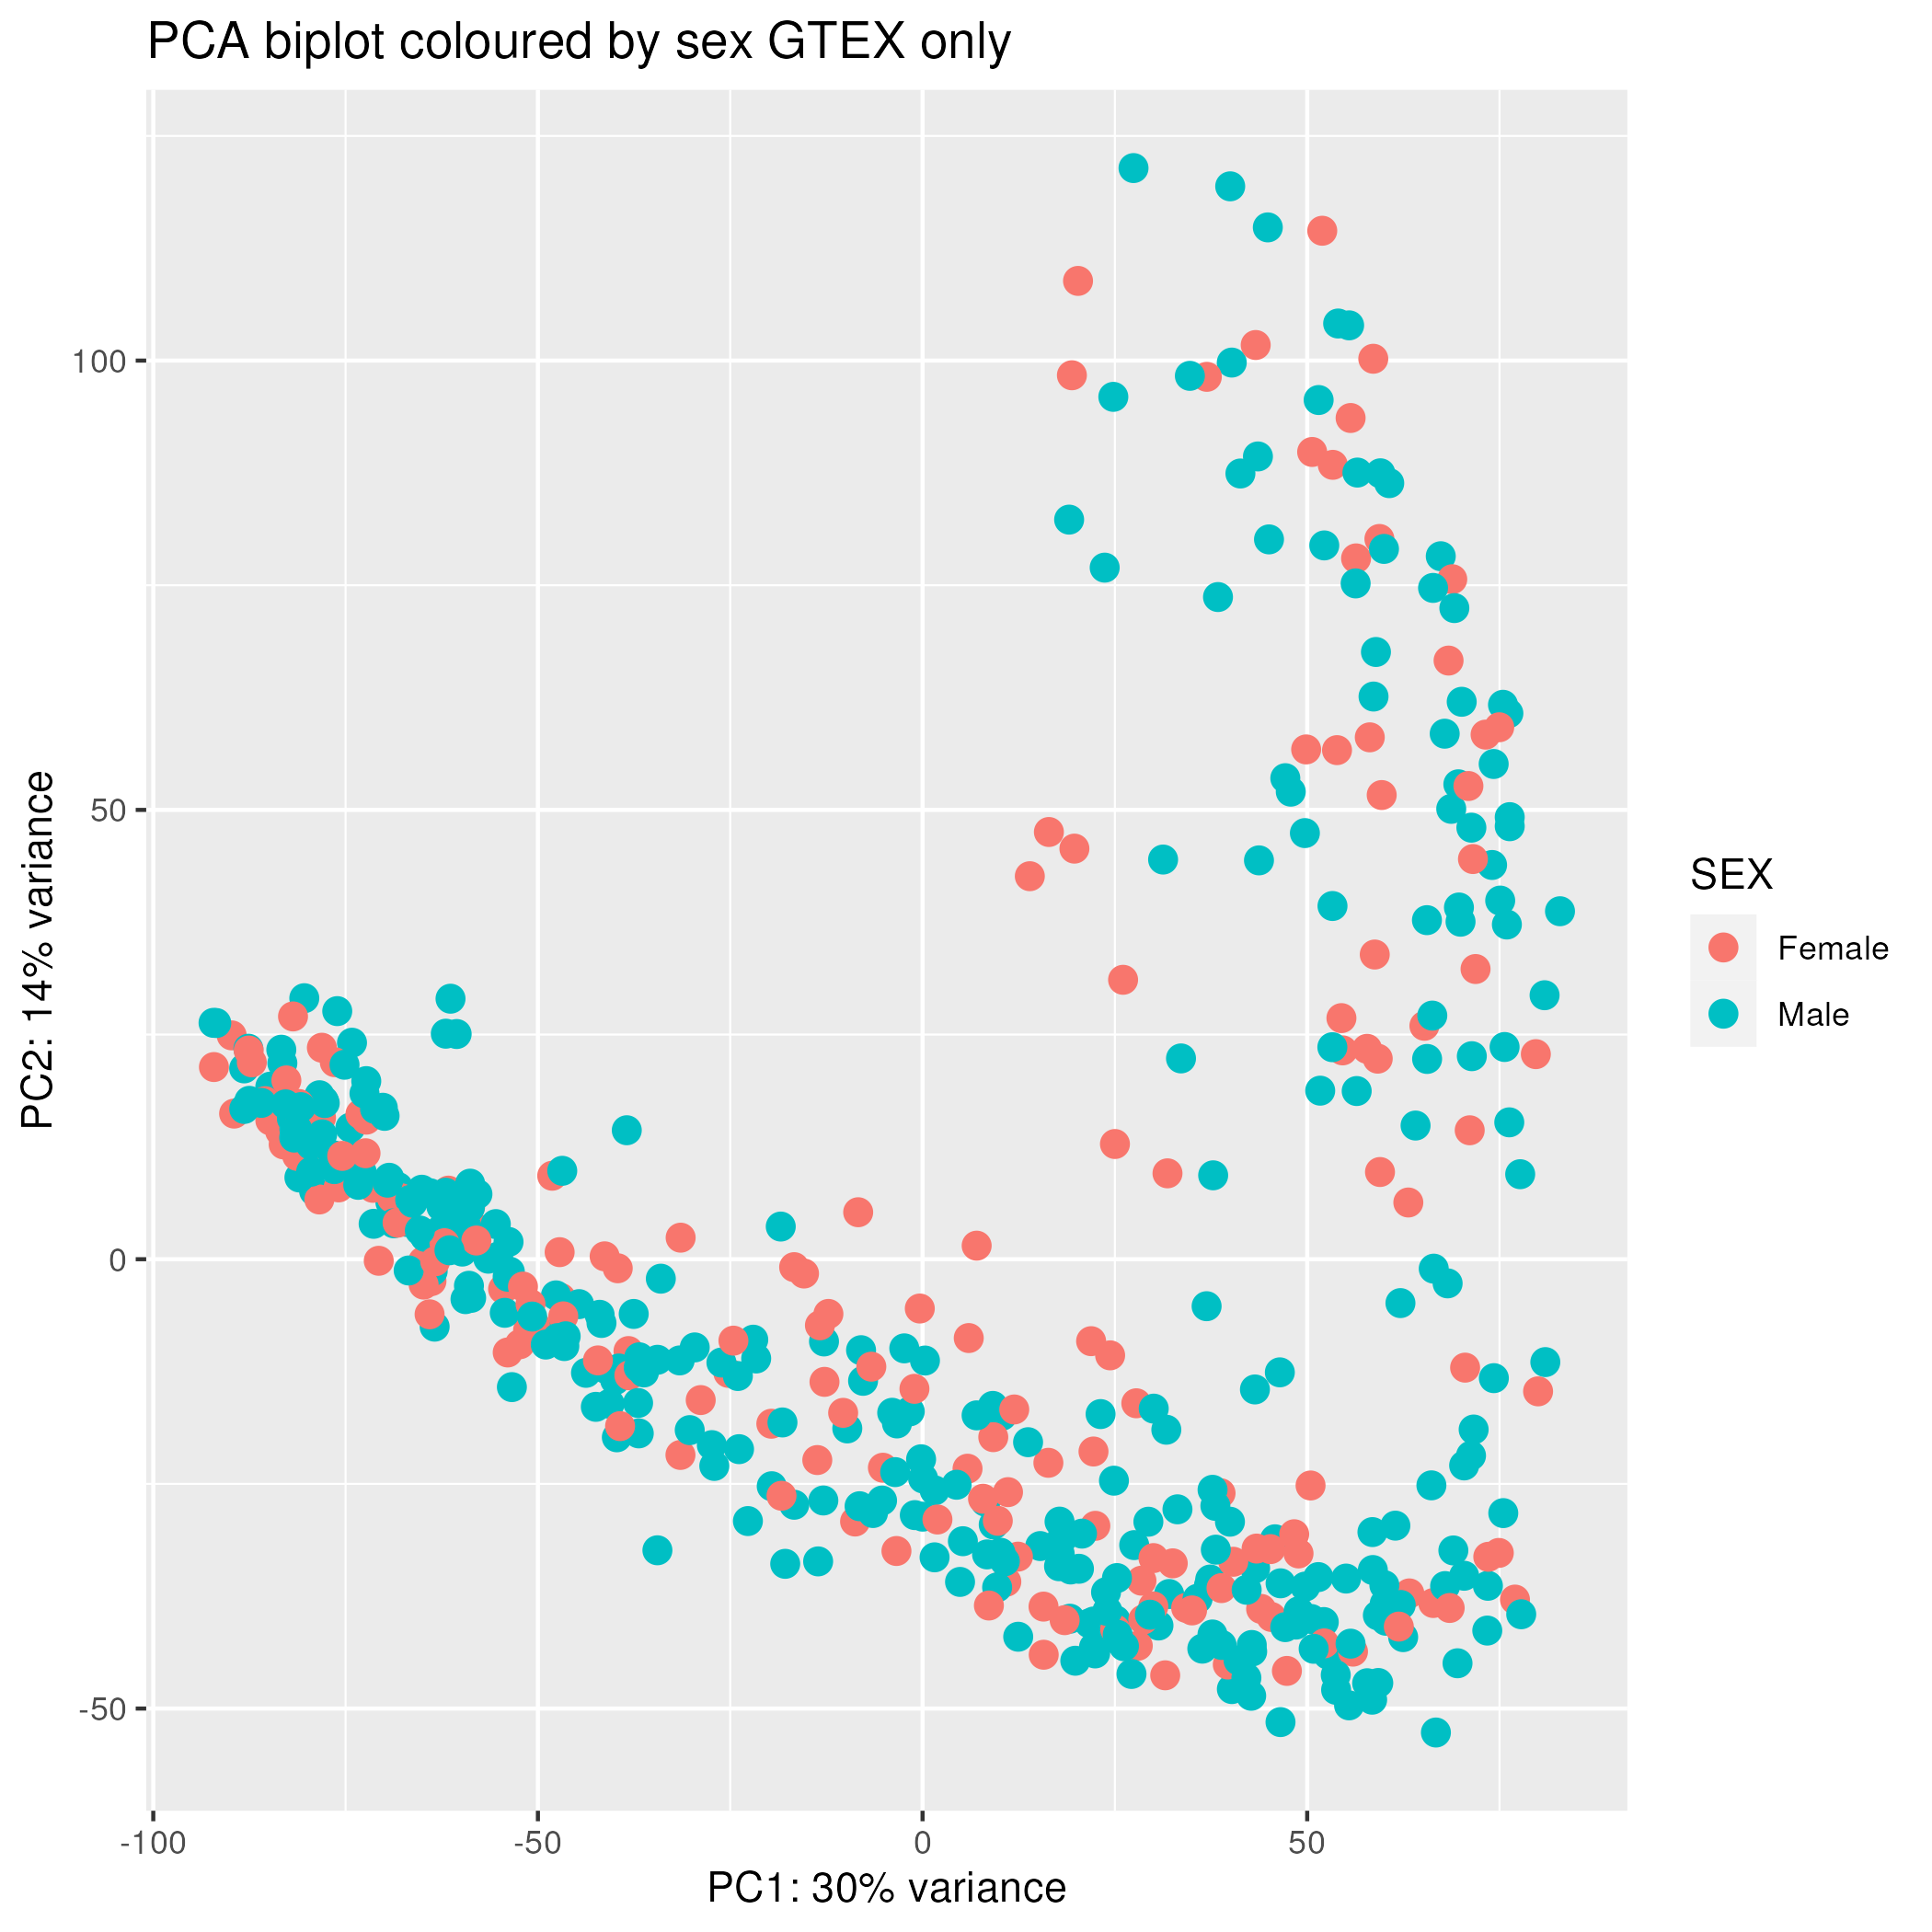 PCA biplot coloured by sex GTEX only
100
50
0
-50
PC2: 14% variance
-100
-50
0
50
PC1: 30% variance
SEX
Female
Male